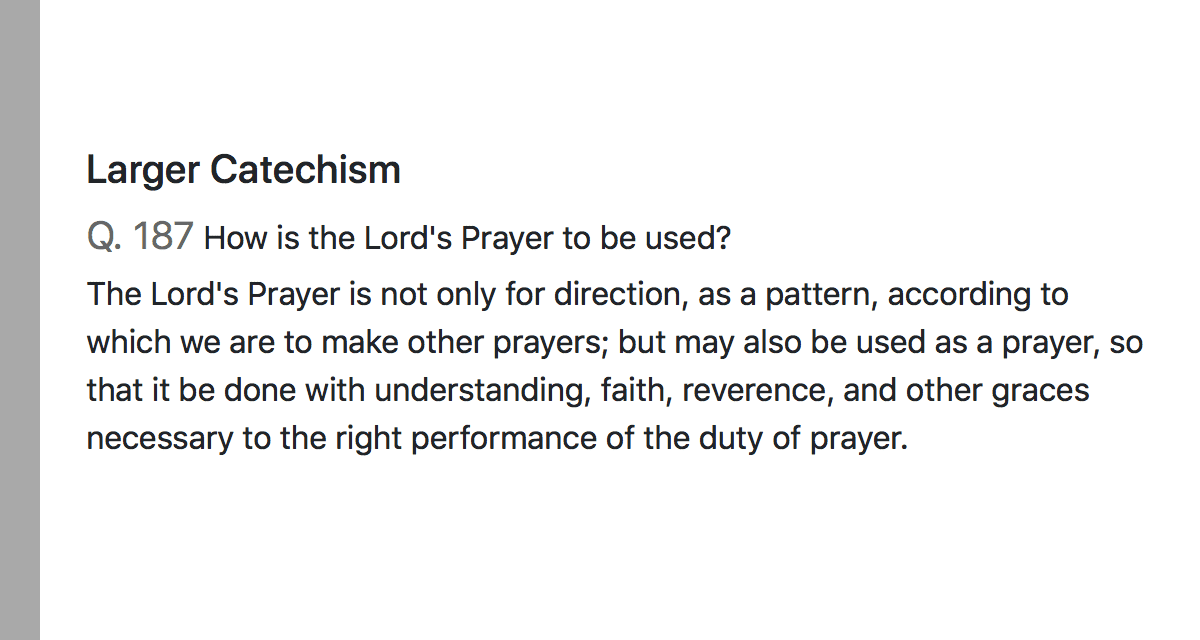 Larger Catechism
Q. 187 How is the Lord's Prayer to be used?
The Lord's Prayer is not only for direction, as a pattern, according to
which we are to make other prayers; but may also be used as a prayer, so
that it be done with understanding, faith, reverence, and other graces
necessary to the right performance of the duty of prayer.